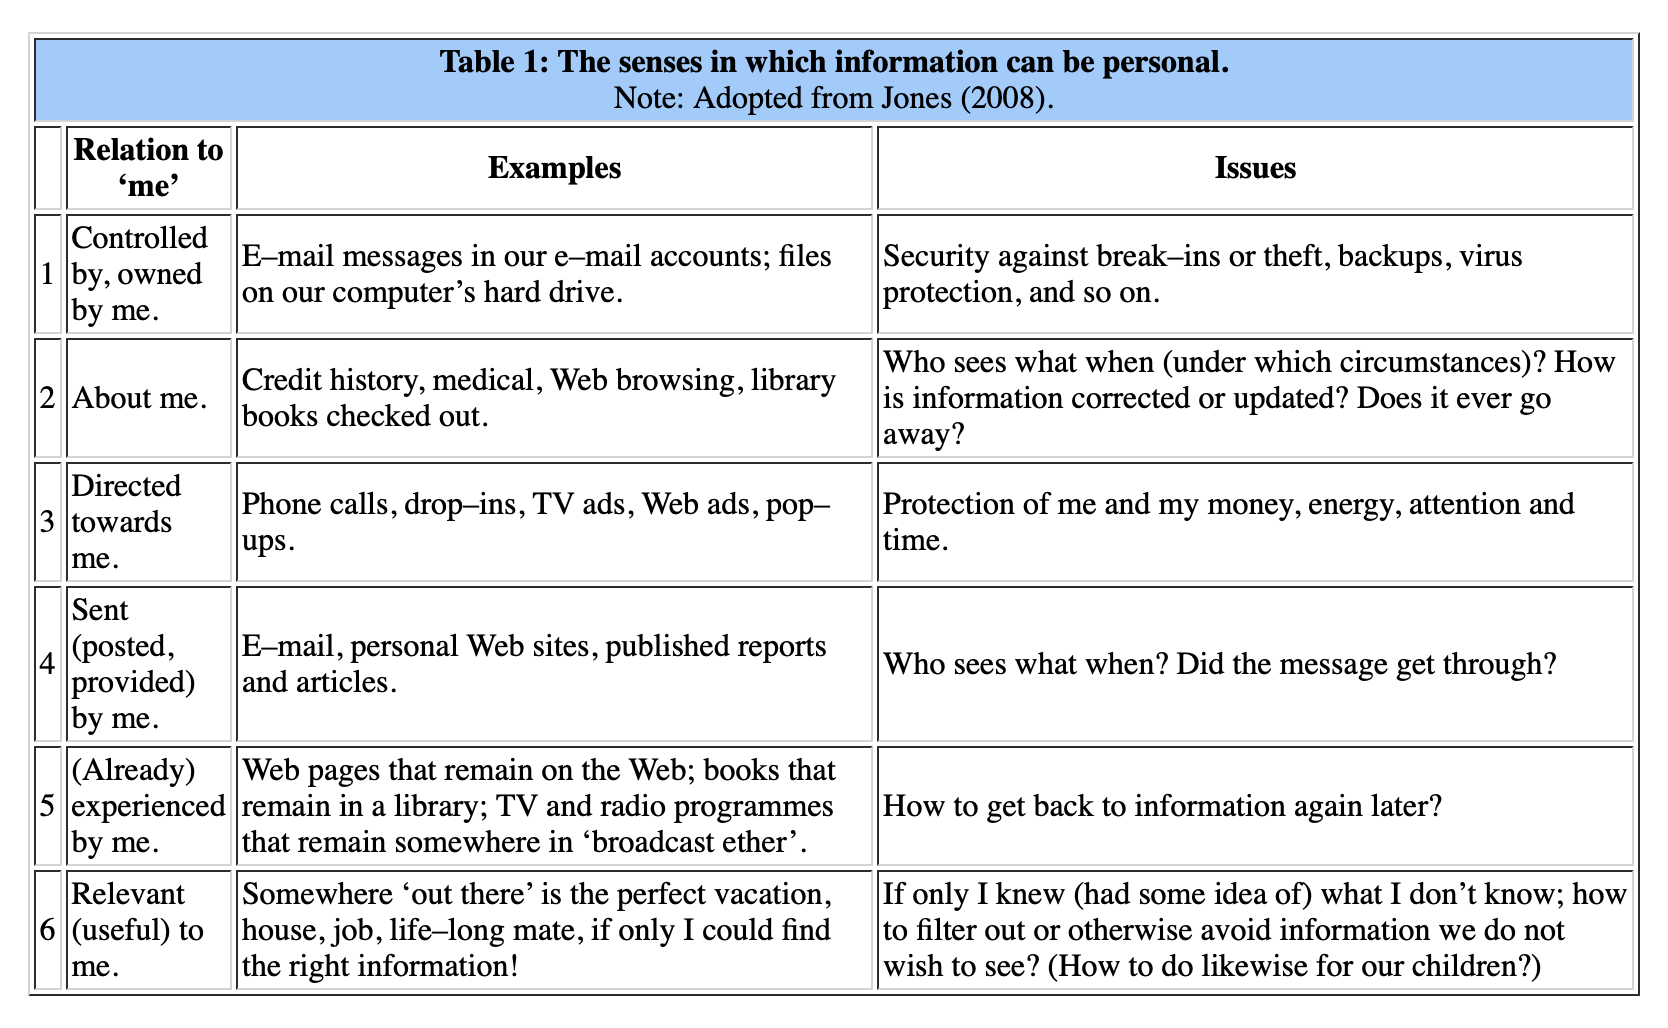 Table 1: The senses in which information can be personal.
Note: Adopted from Jones (2008).
Relation to
‘me’
Examples
Issues
1
Controlled
by, owned
by me.
E–mail messages in our e–mail accounts; files
on our computer’s hard drive.
Security against break–ins or theft, backups, virus
protection, and so on.
2
About me.
Credit history, medical, Web browsing, library
books checked out.
Who sees what when (under which circumstances)? How
is information corrected or updated? Does it ever go
away?
3
Directed
towards
me.
Phone calls, drop–ins, TV ads, Web ads, pop–
ups.
Protection of me and my money, energy, attention and
time.
4
Sent
(posted,
provided)
by me.
E–mail, personal Web sites, published reports
and articles.
Who sees what when? Did the message get through?
5
(Already)
experienced
by me.
Web pages that remain on the Web; books that
remain in a library; TV and radio programmes
that remain somewhere in ‘broadcast ether’.
How to get back to information again later?
6
Relevant
(useful) to
me.
Somewhere ‘out there’ is the perfect vacation,
house, job, life–long mate, if only I could find
the right information!
If only I knew (had some idea of) what I don’t know; how
to filter out or otherwise avoid information we do not
wish to see? (How to do likewise for our children?)